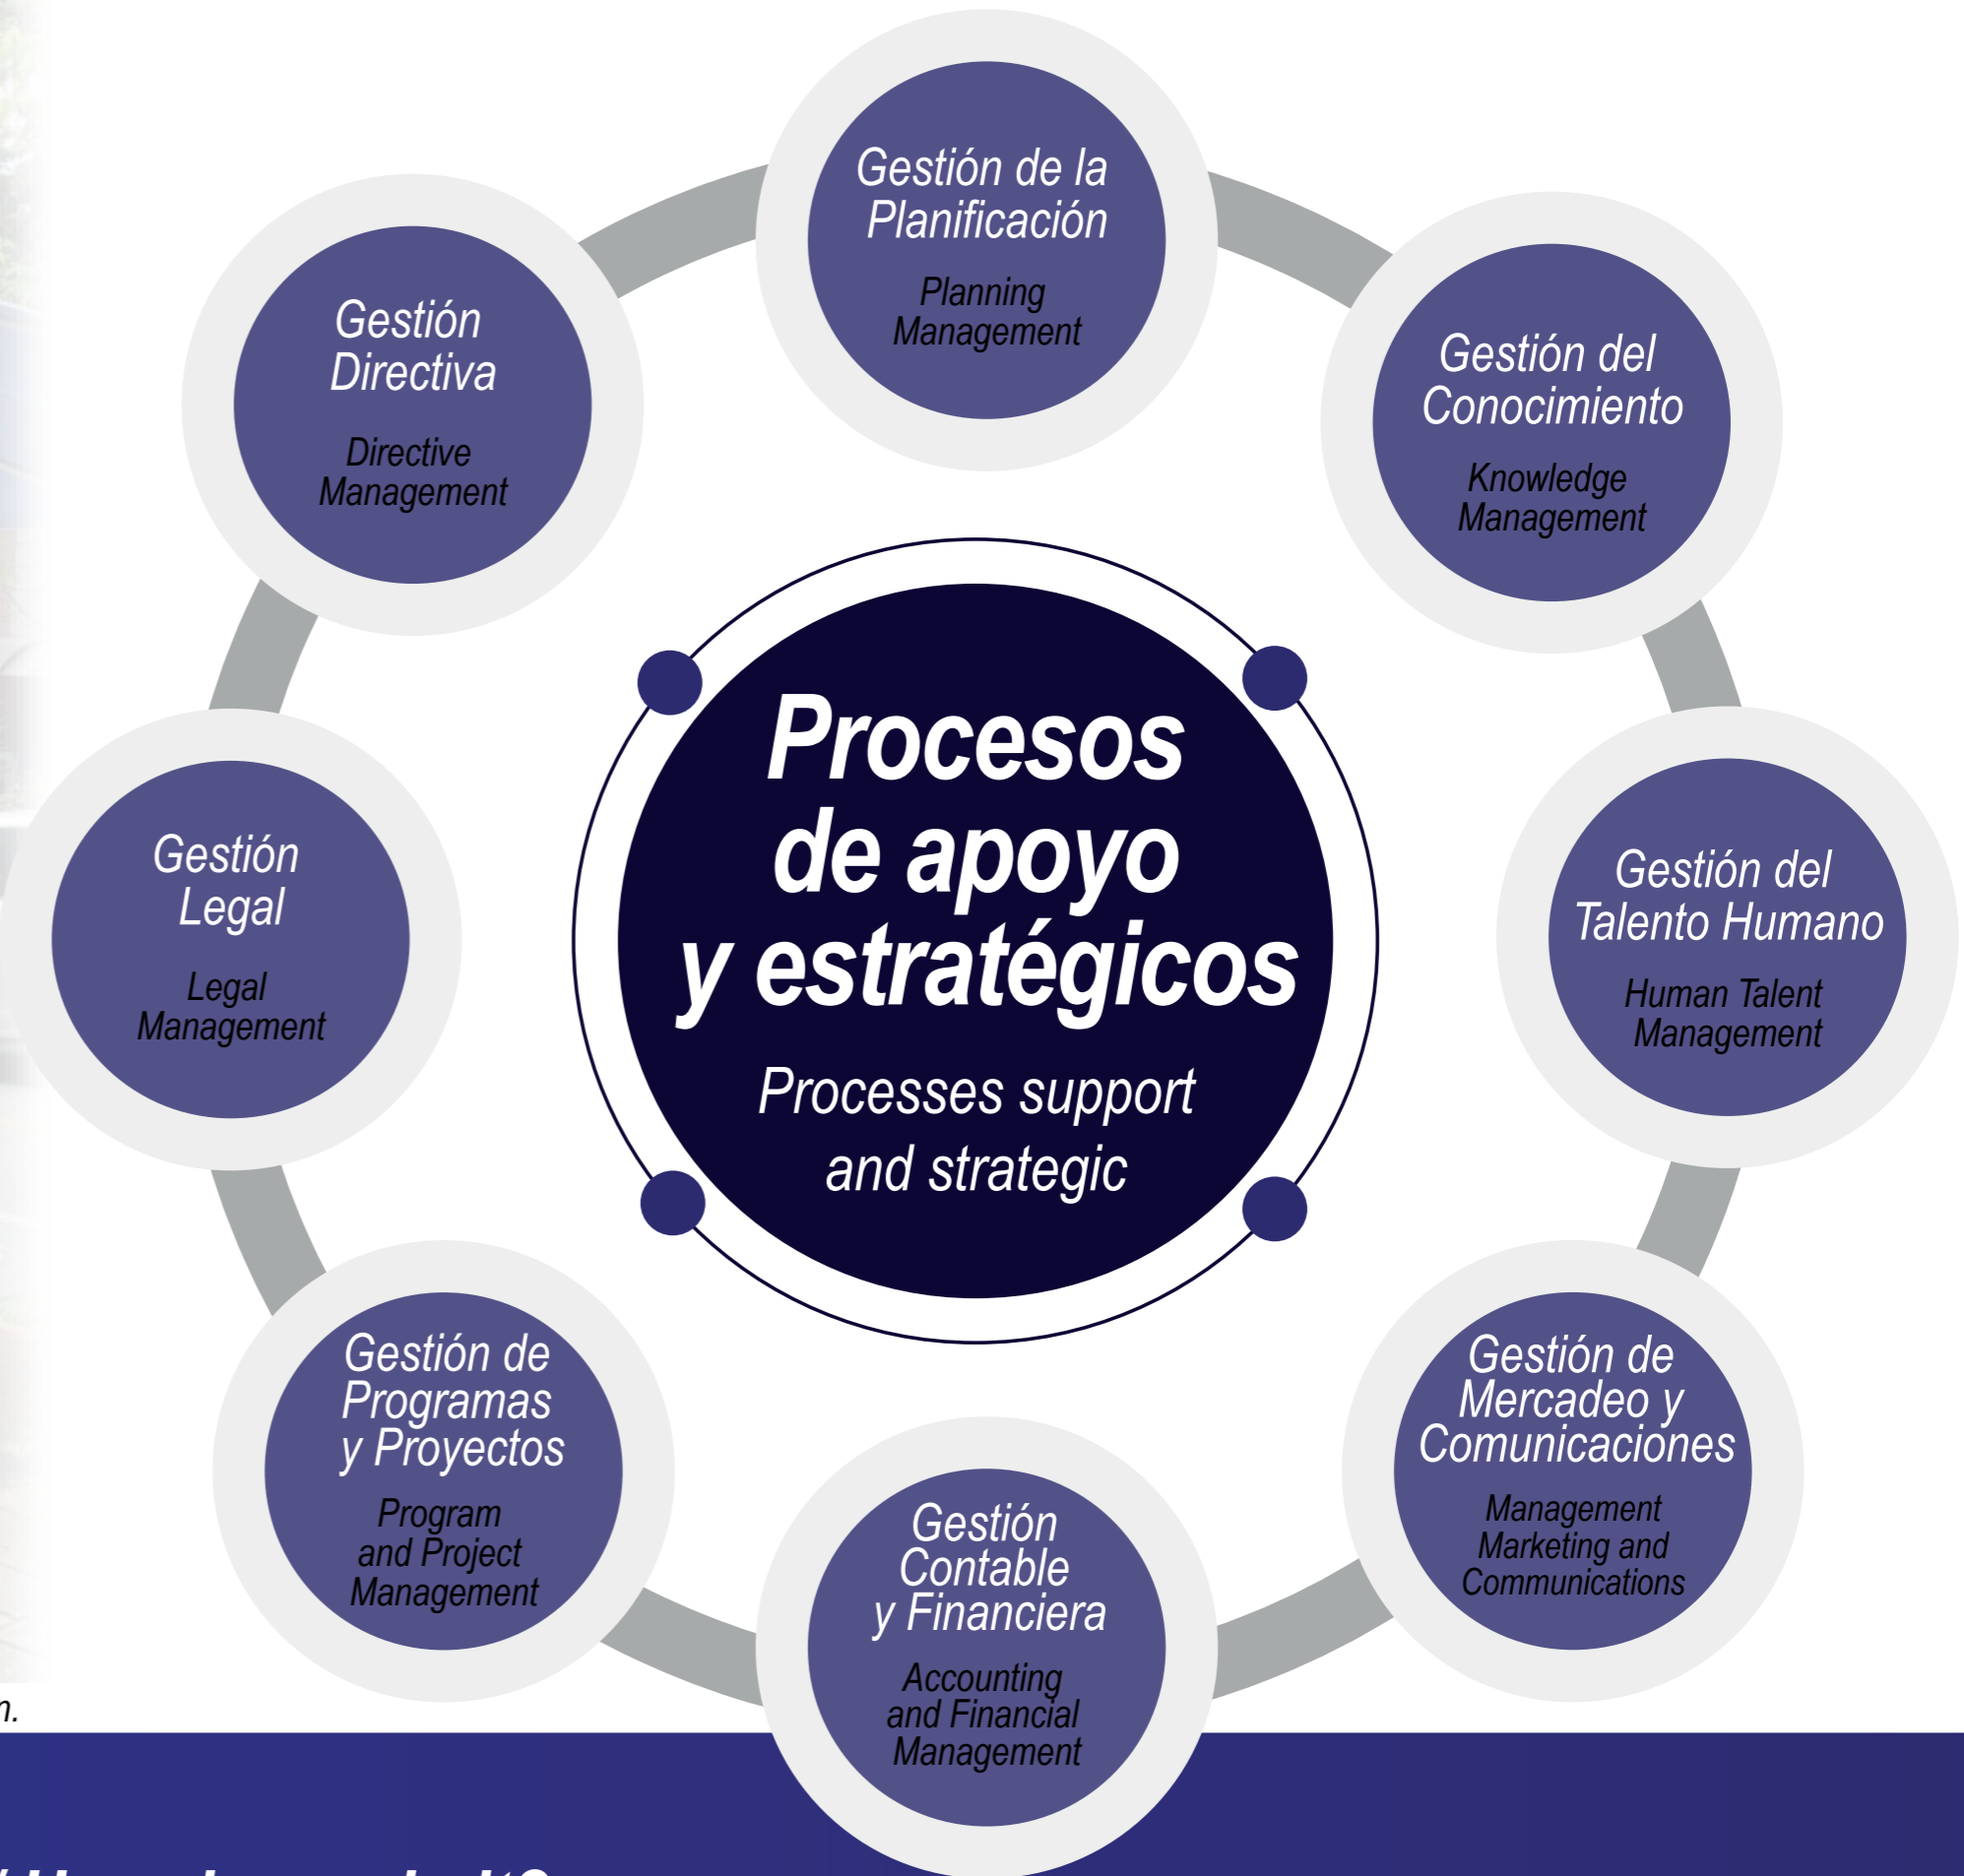 Gestión de la
Planificación
Planning
Management
Gestión
Directiva
Directive
Management
Gestión del
Conocimiento
Knowledge
Management
Procesos
de apoyo
y estratégicos
Processes support
and strategic
Gestión
Legal
Legal
Management
Gestión del
Talento Humano
Human Talent
Management
Gestión de
Programas
y Proyectos
Program
and Project
Management
Gestión de
Mercadeo y
Comunicaciones
Management
Marketing and
Communications
Gestión
Contable
y Financiera
Accounting
and Financial
Management